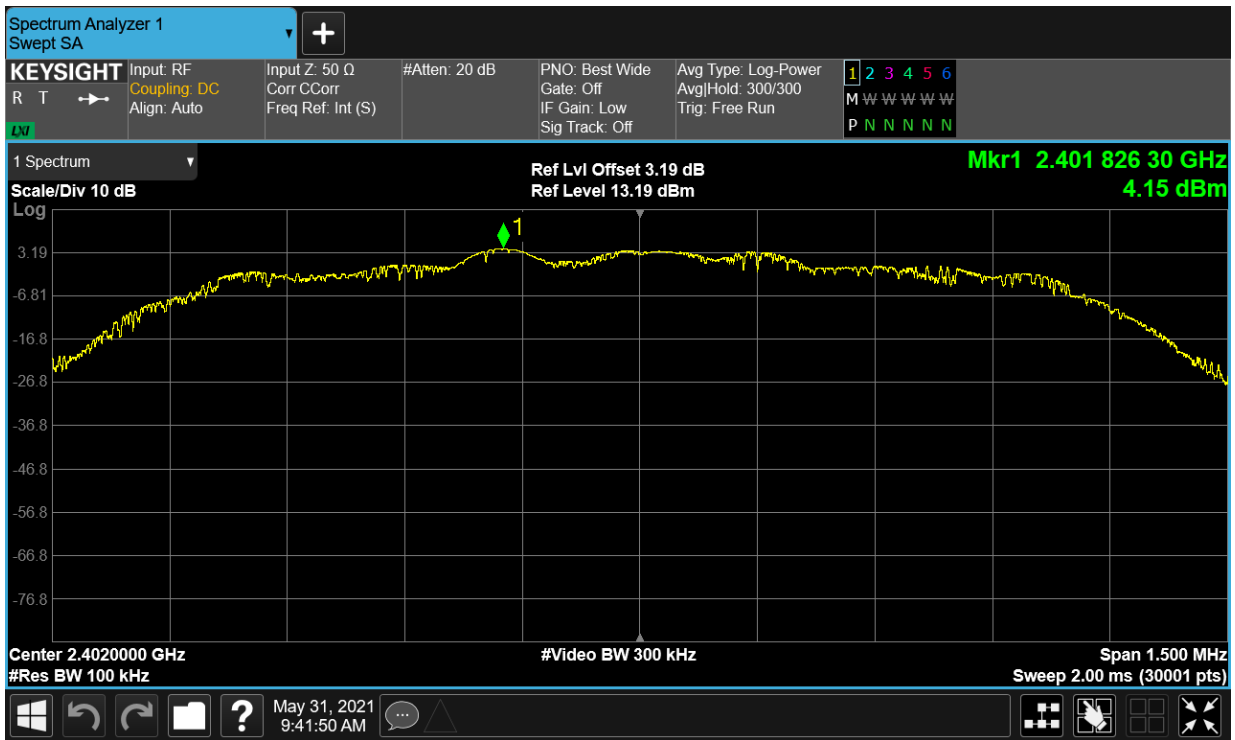 Spectrum Analyzer 1
Swept SA
KEYSIGHT
R T
LXI
Input: RF
Coupling: DC
Align: Auto
Input Z: 50 Ω
Corr CCorr
Freq Ref: Int (S)
#Atten: 20 dB
PNO: Best Wide
Gate: Off
IF Gain: Low
Sig Track: Off
Avg Type: Log-Power
Avg|Hold: 300/300
Trig: Free Run
1 2 3 4 5 6
M W W W W W
P N N N N N
1 Spectrum
Scale/Div 10 dB
Log
Ref Lvl Offset 3.19 dB
Ref Level 13.19 dBm
Mkr1 2.401 826 30 GHz
4.15 dBm
1
3.19
-6.81
-16.8
-26.8
-36.8
-46.8
-56.8
-66.8
-76.8
Center 2.4020000 GHz
#Res BW 100 kHz
#Video BW 300 kHz
Span 1.500 MHz
Sweep 2.00 ms (30001 pts)
?
May 31, 2021
9:41:50 AM